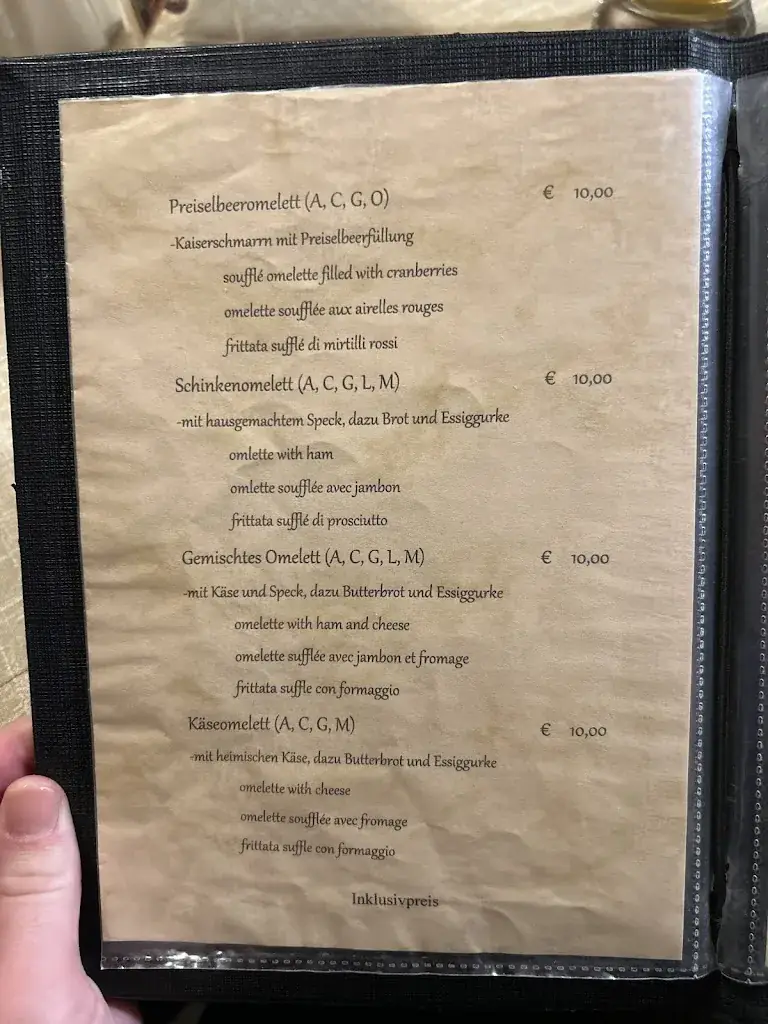 Preiselbeeromelett (A, C, G, O) € 10,00
-Kaiserschmarrn mit Preiselbeerfüllung
soufflé omelette filled with cranberries
omelette soufflée aux airelles rouges
frittata sufflé di mirtilli rossi
Schinkenomelett (A, C, G, L, M) € 10,00
-mit hausgemachtem Speck, dazu Brot und Essiggurke
omlette with ham
omlette soufflée avec jambon
frittata sufflé di prosciutto
Gemischtes Omelett (A, C, G, L, M) € 10,00
-mit Käse und Speck, dazu Butterbrot und Essiggurke
omelette with ham and cheese
omelette sufflée avec jambon et fromage
frittata suffle con formaggio
Käseomelett (A, C, G, M) € 10,00
-mit heimischen Käse, dazu Butterbrot und Essiggurke
omelette with cheese
omelette soufflée avec fromage
frittata suffle con formaggio
Inklusivpreis